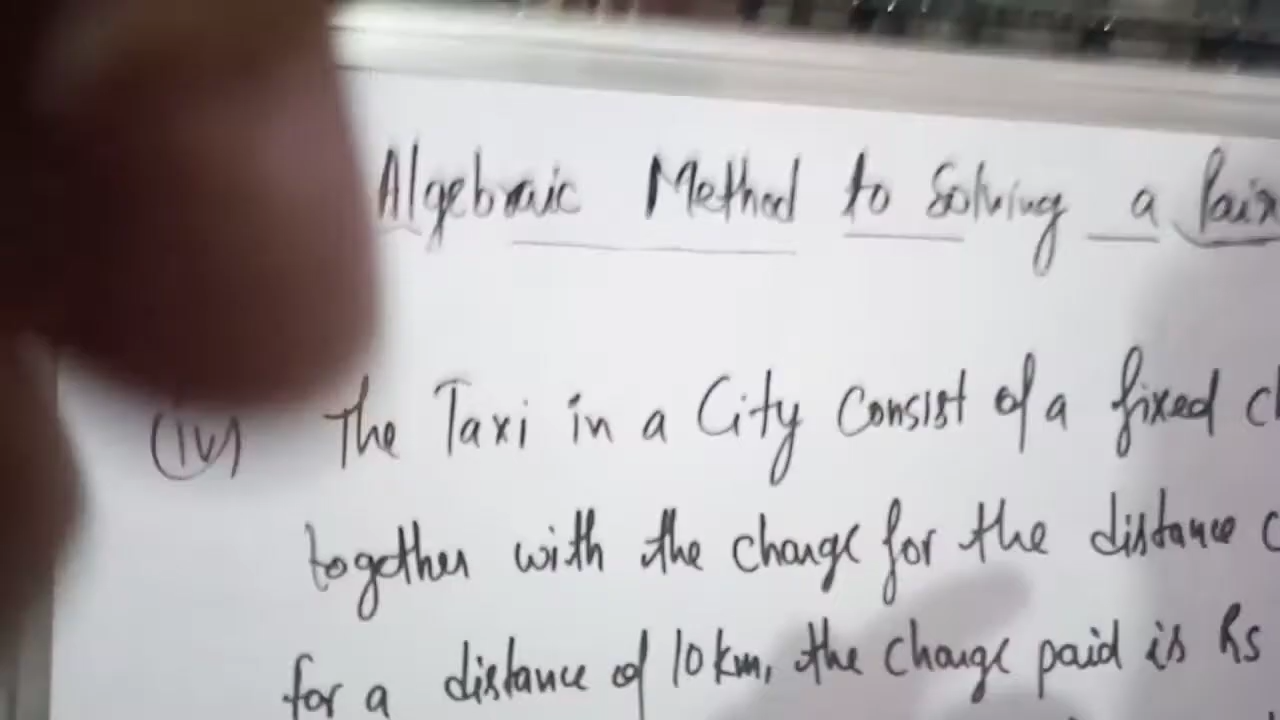 Algebraic Method to Solving a Pair
(iv) The Taxi in a City Consist of a fixed
together with the charge for the distance
for a distance of 10 km, the charge paid is Rs